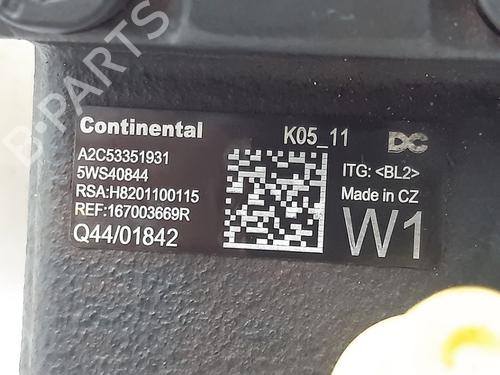 B-PARTS
Continental
K05_11
DC
A2C53351931
5WS40844
RSA:H8201100115
REF:167003669R
Q44/01842
ITG: <BL2>
Made in CZ
W1